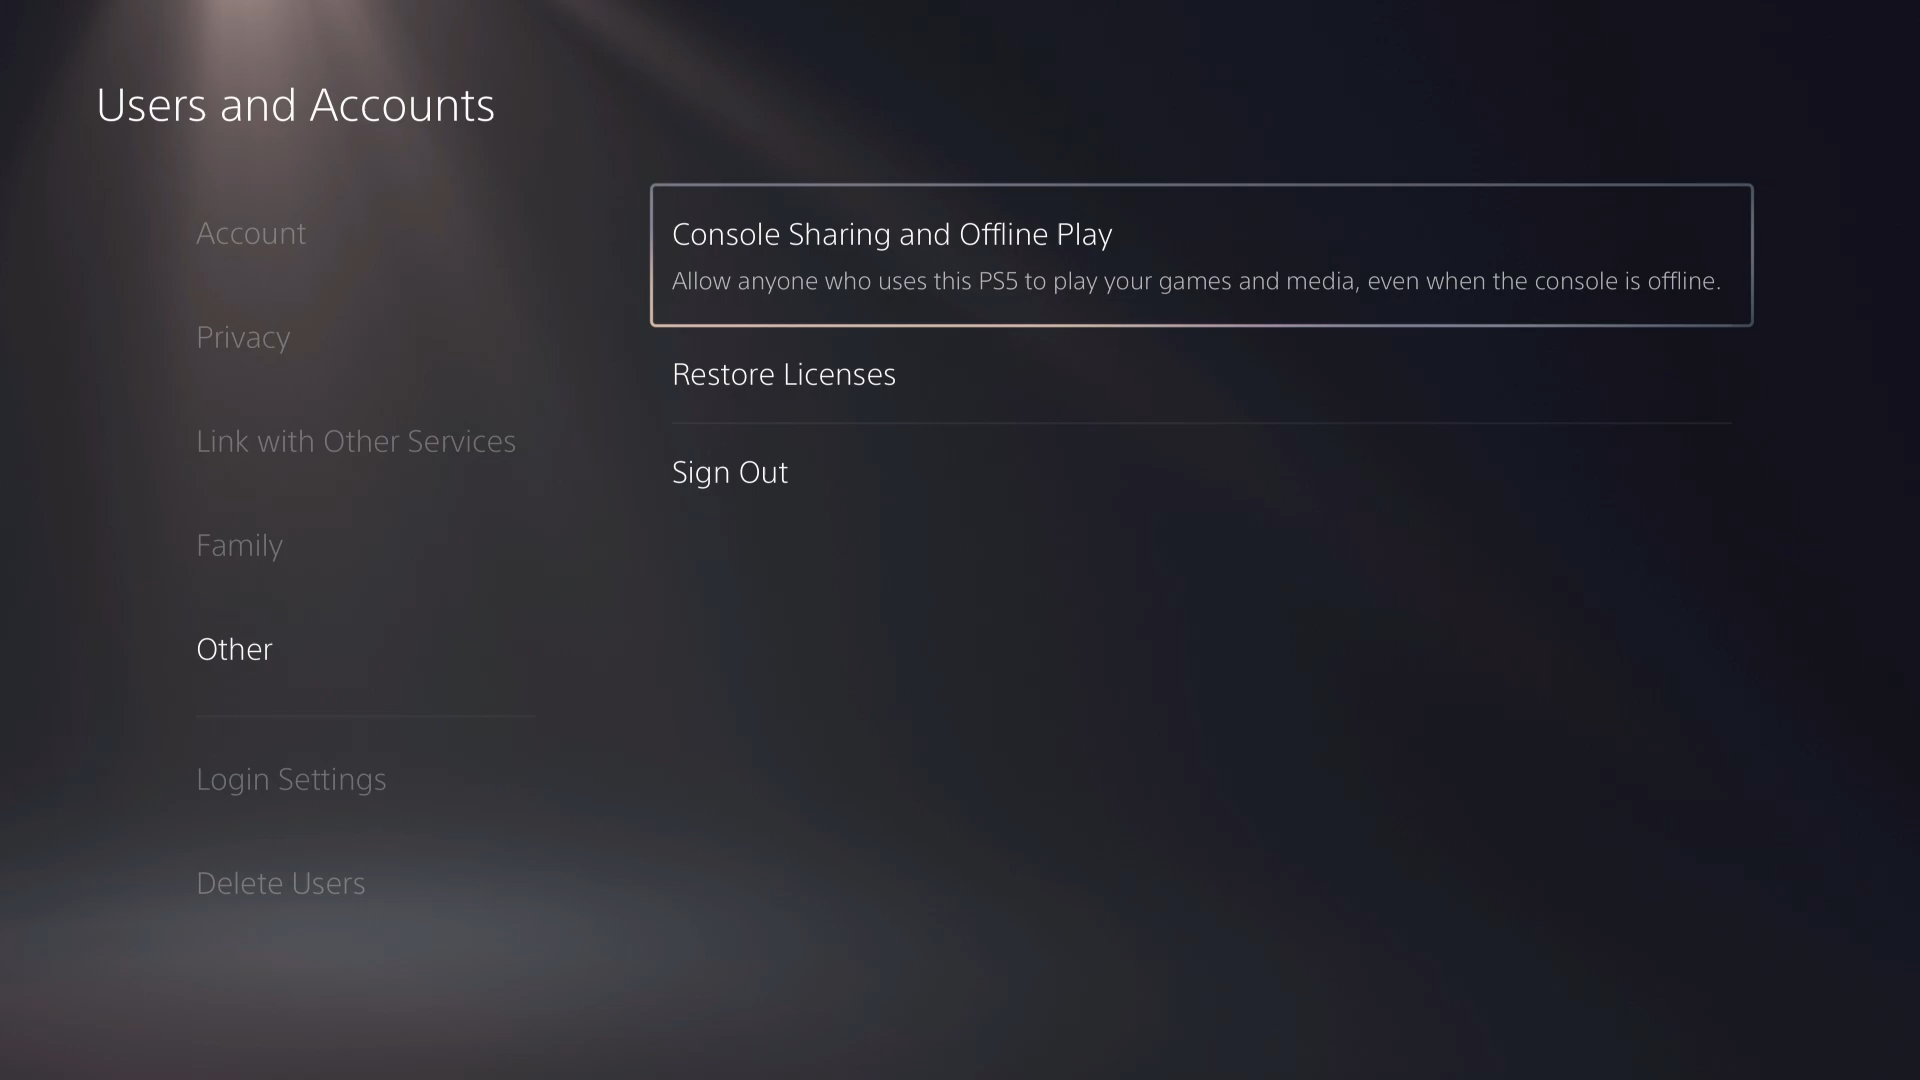 Users and Accounts
Account
Privacy
Link with Other Services
Family
Other
Login Settings
Delete Users
Console Sharing and Offline Play
Allow anyone who uses this PS5 to play your games and media, even when the console is offline.
Restore Licenses
Sign Out